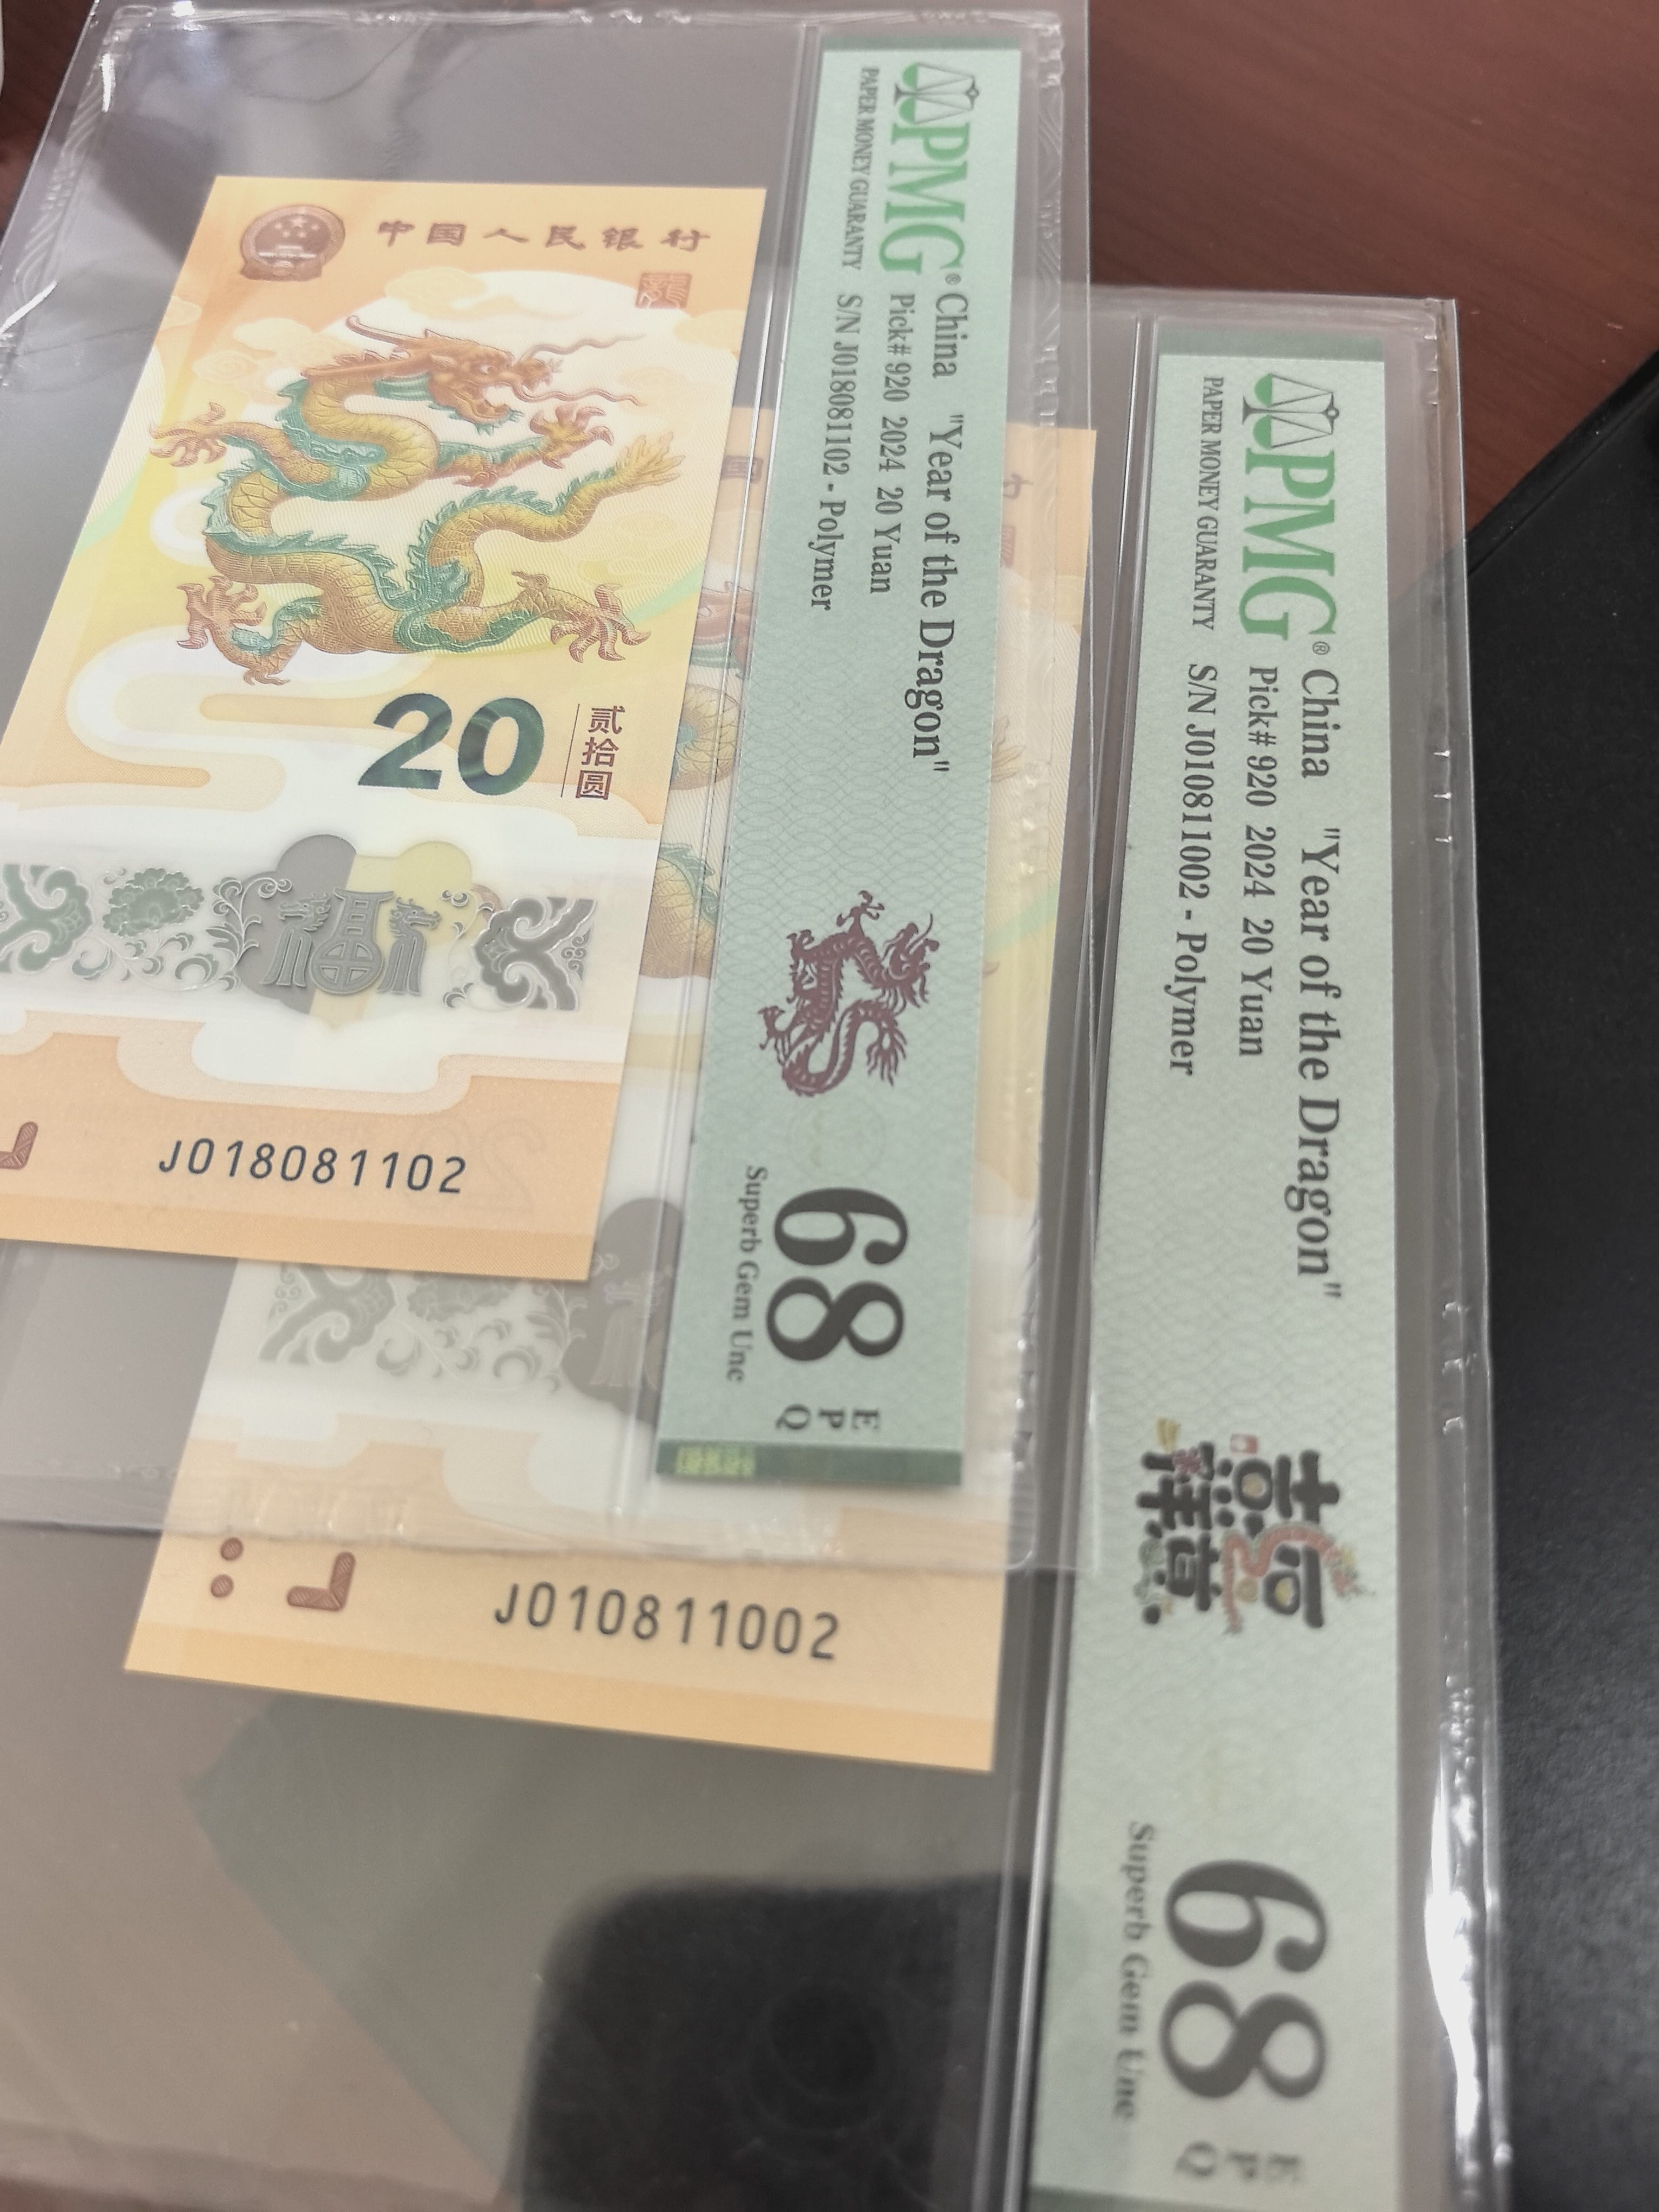 中国人民银行
龍
20
贰拾圆
J018081102
PMG®
PAPER MONEY GUARANTY
China "Year of the Dragon"
Pick# 920 2024 20 Yuan
S/N J018081102 - Polymer
68
EPQ
Superb Gem Unc
J010811002
PMG®
PAPER MONEY GUARANTY
China "Year of the Dragon"
Pick# 920 2024 20 Yuan
S/N J010811002 - Polymer
68
EPQ
Superb Gem Unc